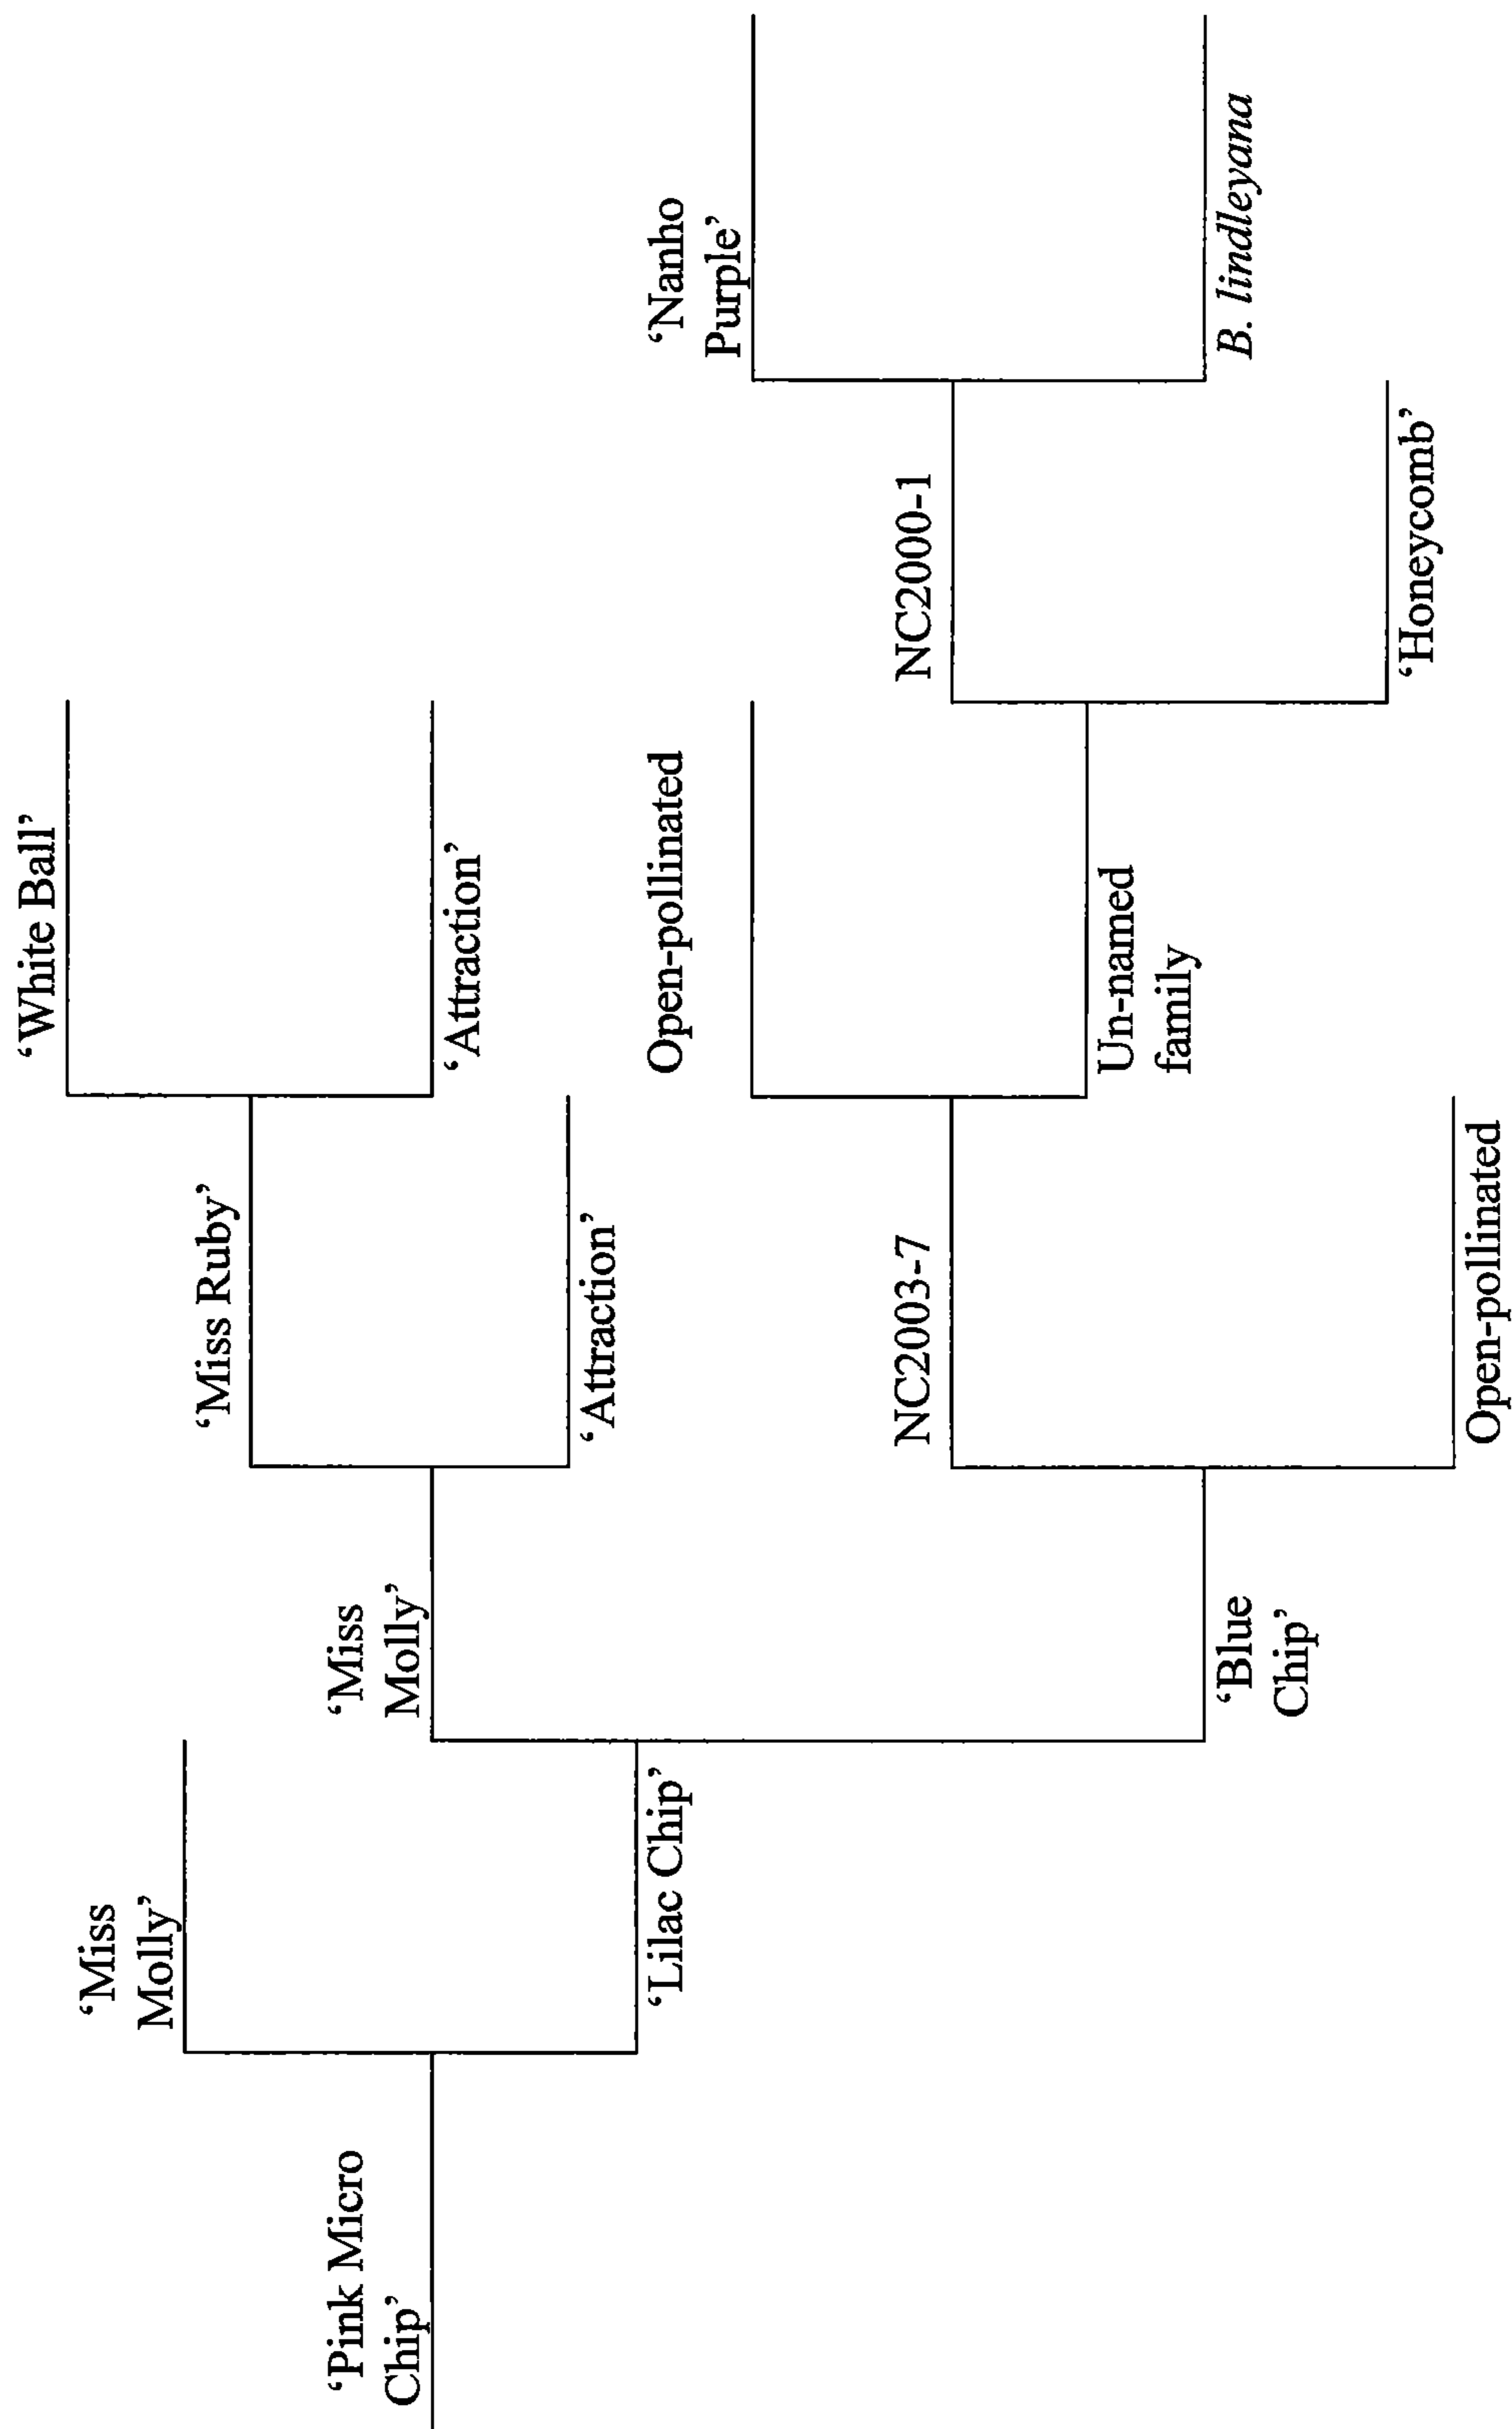 ‘Pink Micro
Chip’
‘Miss
Molly’
‘Lilac Chip’
‘Miss
Molly’
‘Blue
Chip’
‘Miss Ruby’
‘Attraction’
NC2003-7
Open-pollinated
‘White Ball’
‘Attraction’
Open-pollinated
Un-named
family
NC2000-1
‘Honeycomb’
‘Nanho
Purple’
B. lindleyana